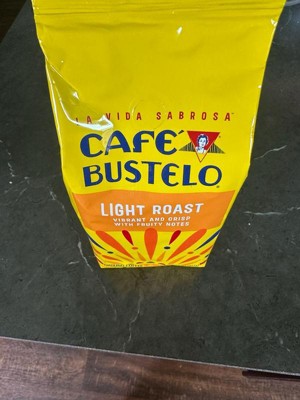 LA VIDA SABROSA
CAFÉ
BUSTELO
LIGHT ROAST
VIBRANT AND CRISP
WITH FRUITY NOTES